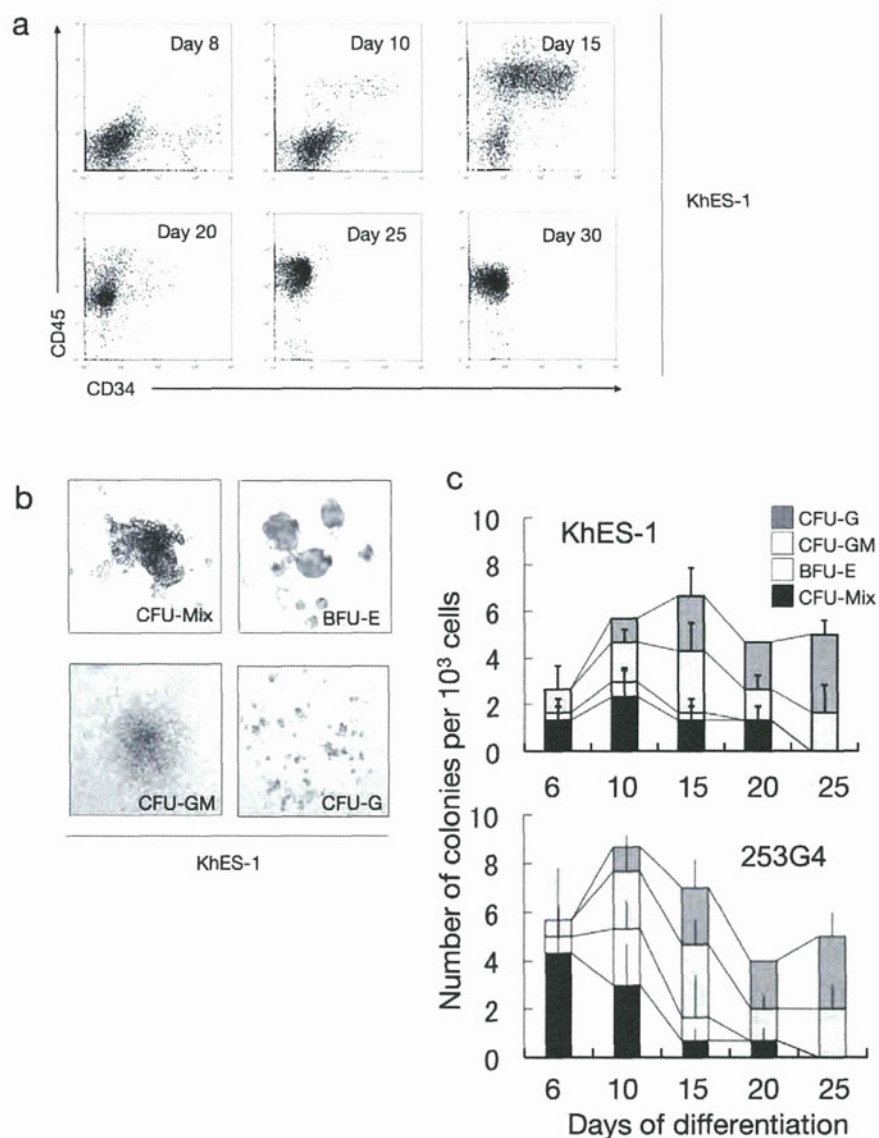 a
Day 8
Day 10
Day 15
Day 20
Day 25
Day 30
CD45
CD34
KhES-1
b
CFU-Mix
BFU-E
CFU-GM
CFU-G
KhES-1
c
KhES-1
CFU-G
CFU-GM
BFU-E
CFU-Mix
10
8
6
4
2
0
6 10 15 20 25
253G4
10
8
6
4
2
0
6 10 15 20 25
Number of colonies per 10³ cells
Days of differentiation